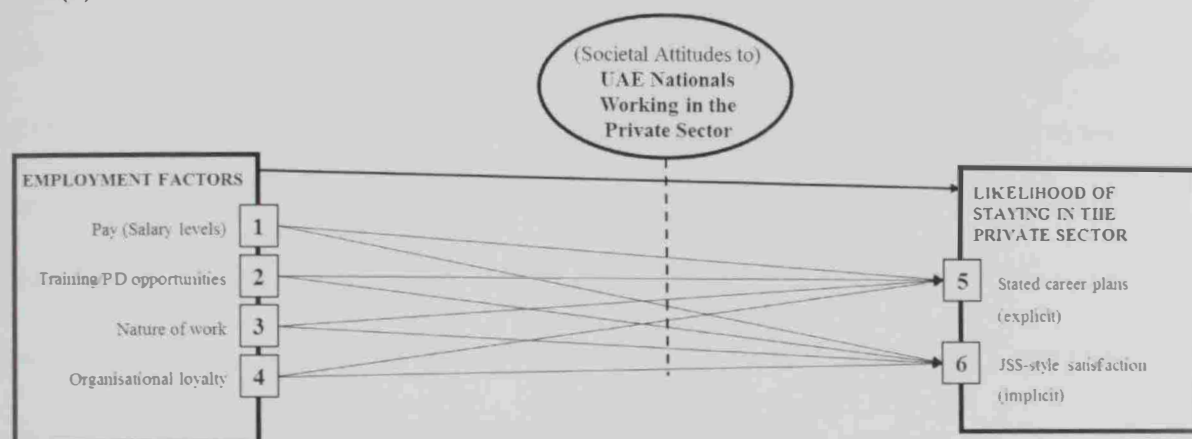 (Societal Attitudes to)
UAE Nationals
Working in the
Private Sector
EMPLOYMENT FACTORS
Pay (Salary levels) 1
Training/PD opportunities 2
Nature of work 3
Organisational loyalty 4
LIKELIHOOD OF
STAYING IN THE
PRIVATE SECTOR
5 Stated career plans
(explicit)
6 JSS-style satisfaction
(implicit)